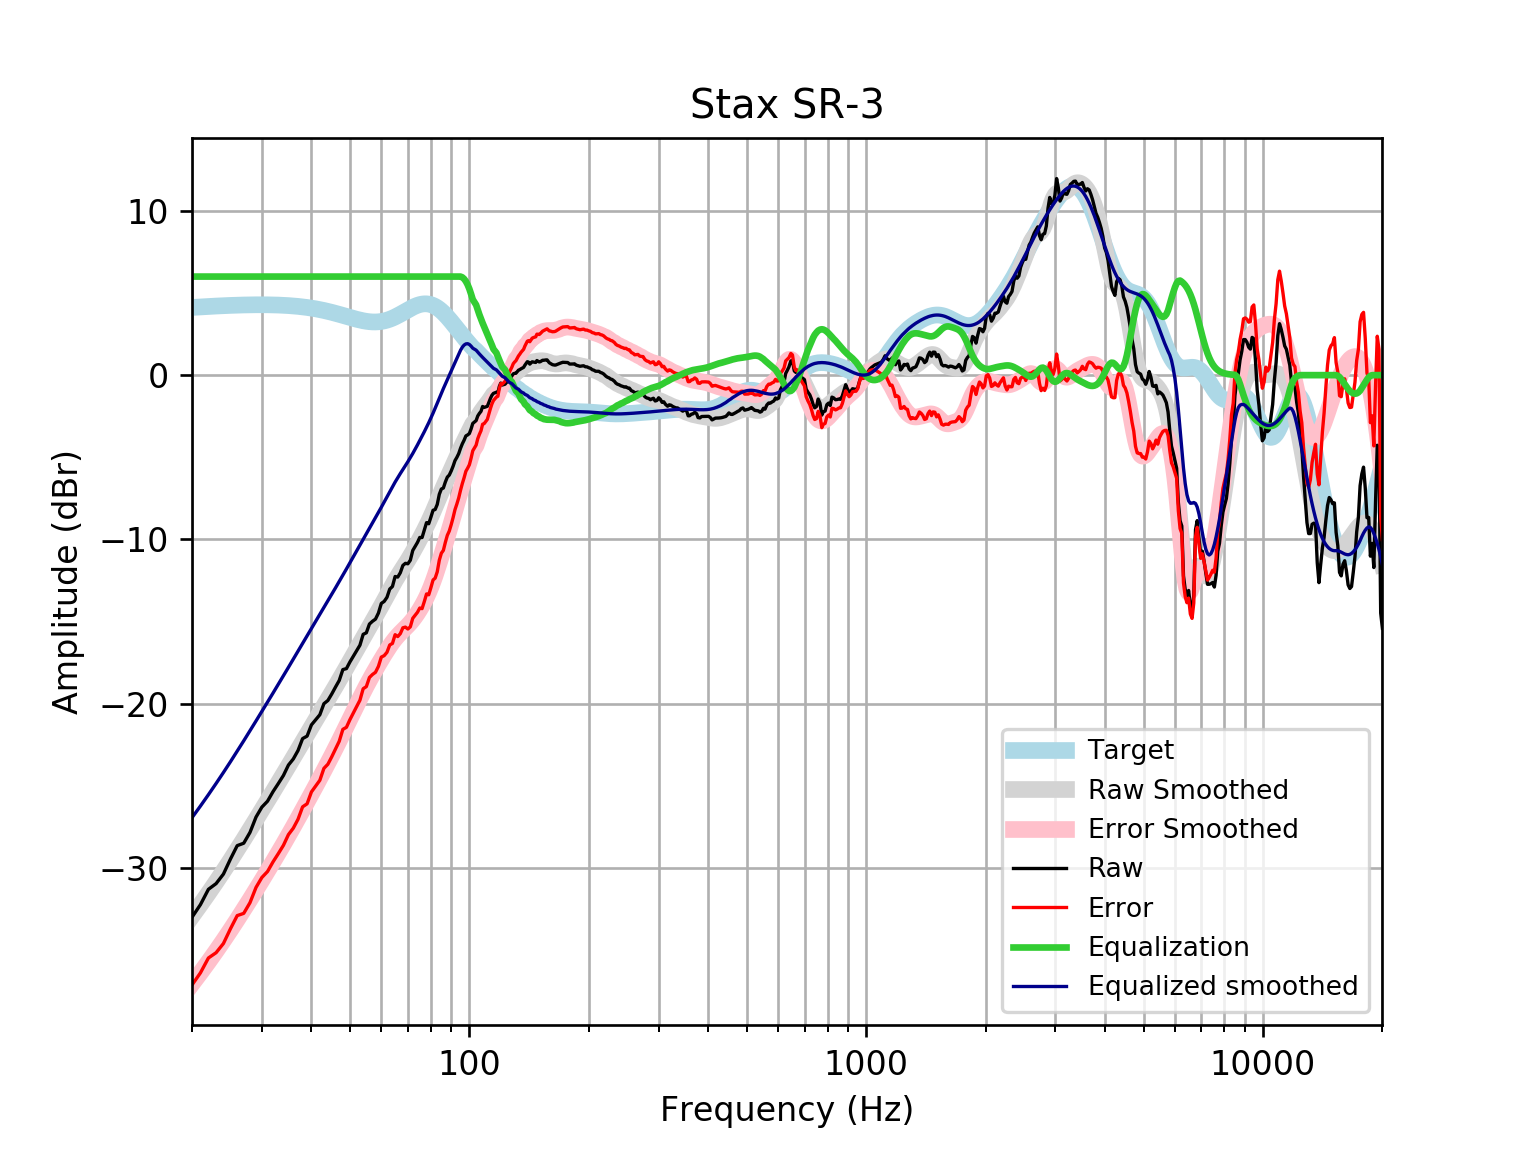 Stax SR-3
Amplitude (dBr)
10
0
−10
−20
−30
Target
Raw Smoothed
Error Smoothed
Raw
Error
Equalization
Equalized smoothed
100
1000
10000
Frequency (Hz)